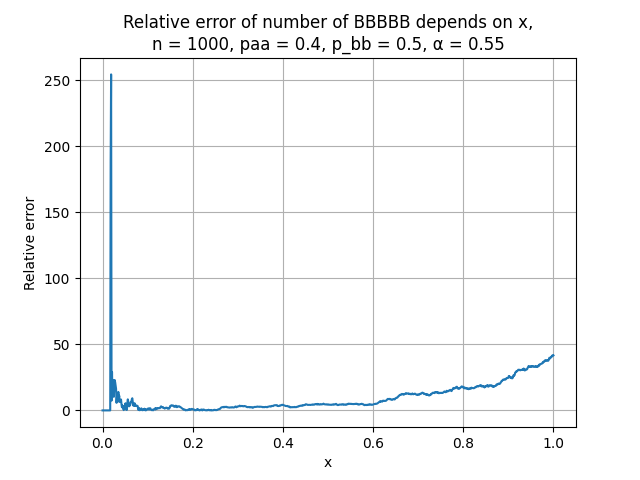 Relative error of number of BBBBB depends on x,
n = 1000, paa = 0.4, p_bb = 0.5, α = 0.55
250
200
150
100
50
0
Relative error
0.0 0.2 0.4 0.6 0.8 1.0
x